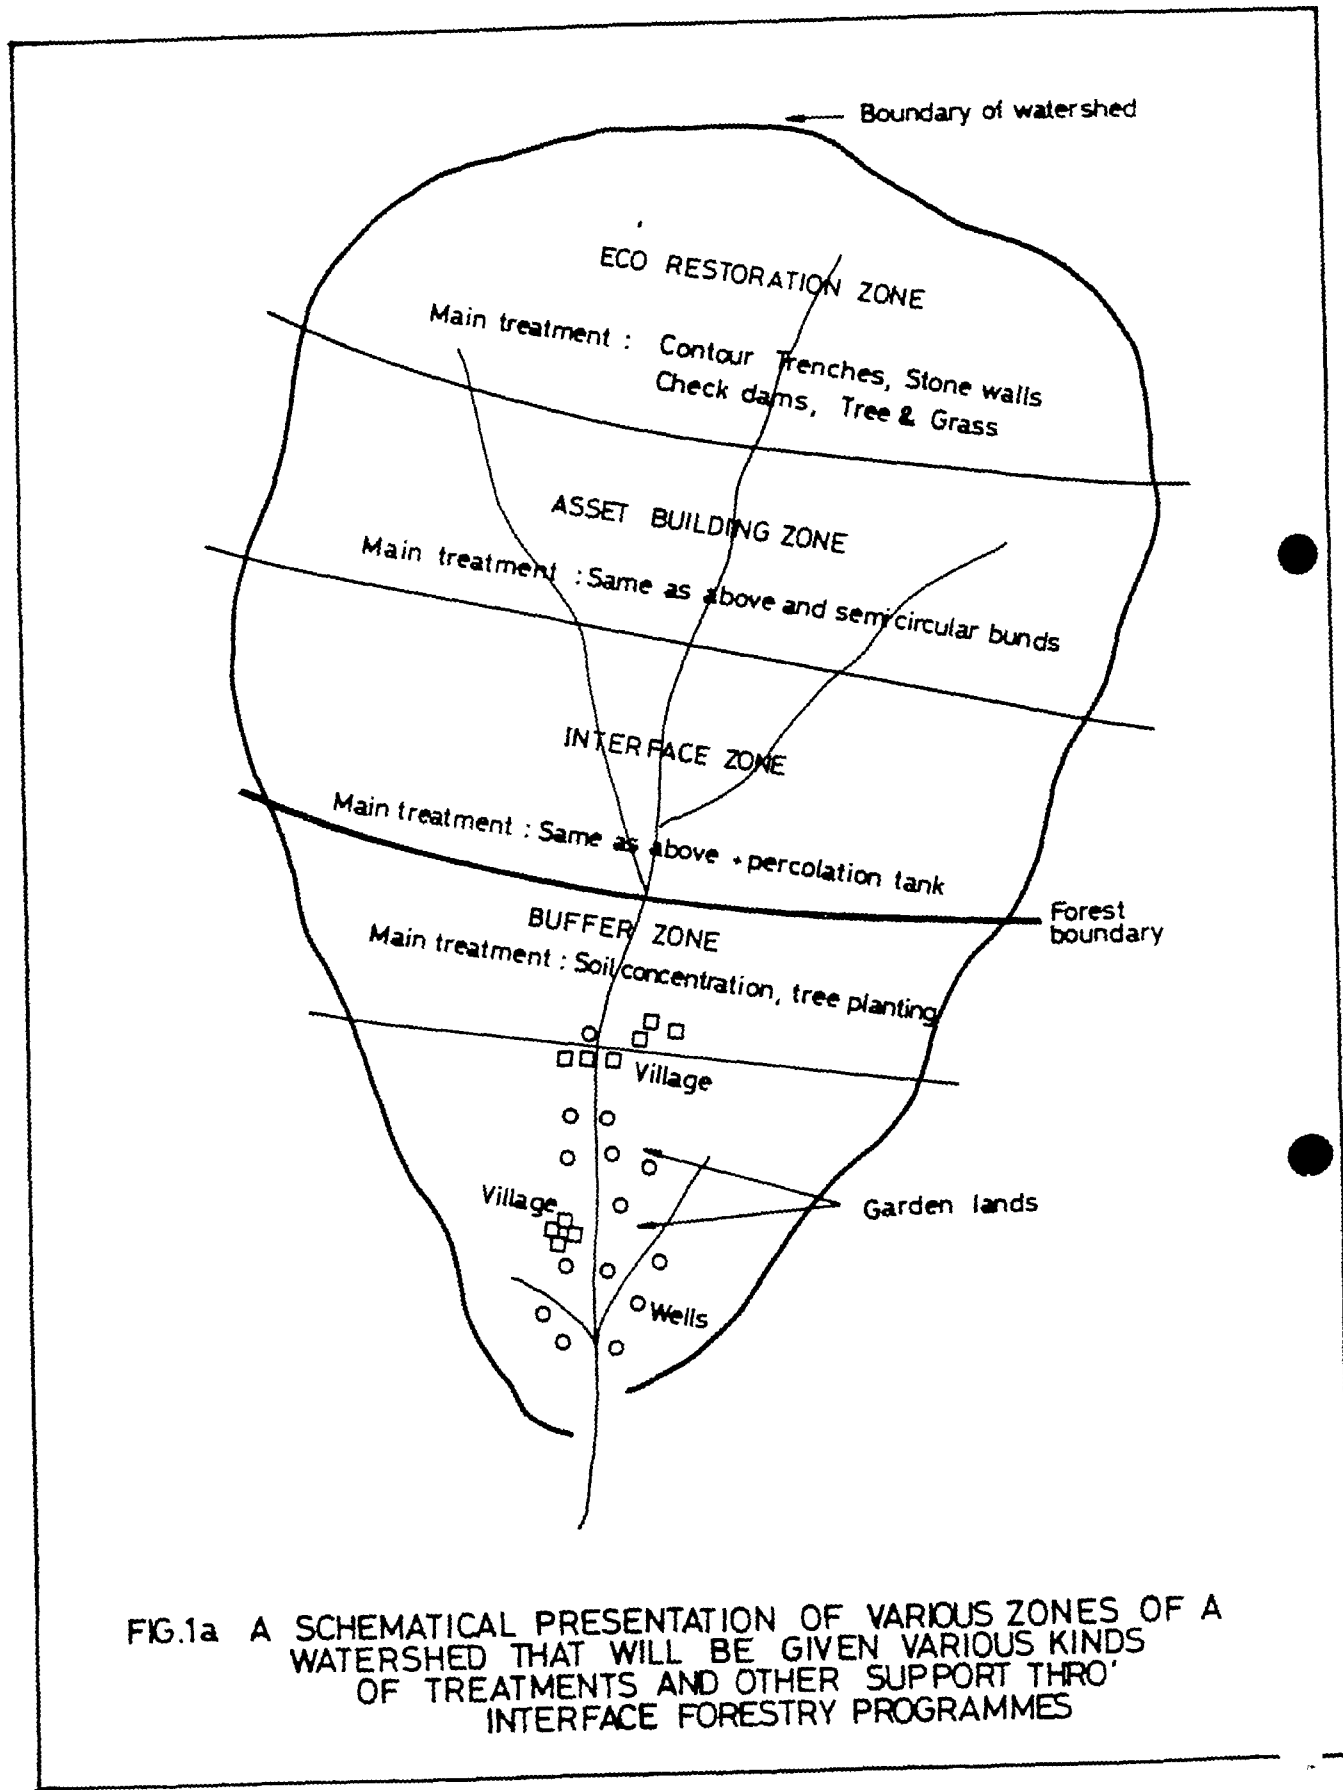 Boundary of watershed
ECO RESTORATION ZONE
Main treatment : Contour Trenches, Stone walls
Check dams, Tree & Grass
ASSET BUILDING ZONE
Main treatment : Same as above and semi circular bunds
INTERFACE ZONE
Main treatment : Same as above + percolation tank
Forest
boundary
BUFFER ZONE
Main treatment : Soil concentration, tree planting
Village
Village
Garden lands
Wells
FIG.1a A SCHEMATICAL PRESENTATION OF VARIOUS ZONES OF A
WATERSHED THAT WILL BE GIVEN VARIOUS KINDS
OF TREATMENTS AND OTHER SUPPORT THRO'
INTERFACE FORESTRY PROGRAMMES